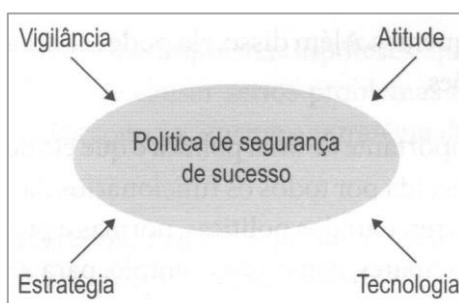 Vigilância
Atitude
Política de segurança
de sucesso
Estratégia
Tecnologia